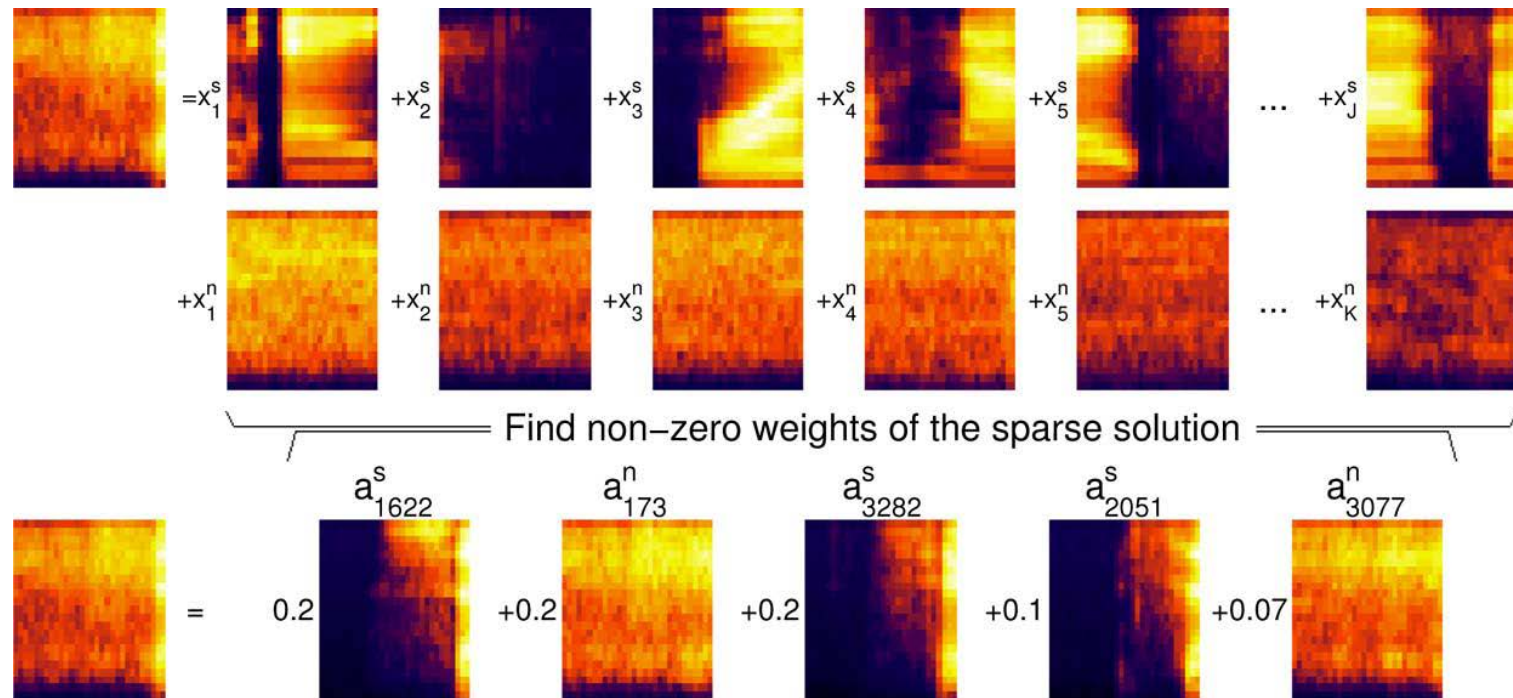 =x₁ˢ +x₂ˢ +x₃ˢ +x₄ˢ +x₅ˢ ... +x_Jˢ
+x₁ⁿ +x₂ⁿ +x₃ⁿ +x₄ⁿ +x₅ⁿ ... +x_Kⁿ
Find non−zero weights of the sparse solution
a₁₆₂₂ˢ a₁₇₃ⁿ a₃₂₈₂ˢ a₂₀₅₁ˢ a₃₀₇₇ⁿ
= 0.2 +0.2 +0.2 +0.1 +0.07